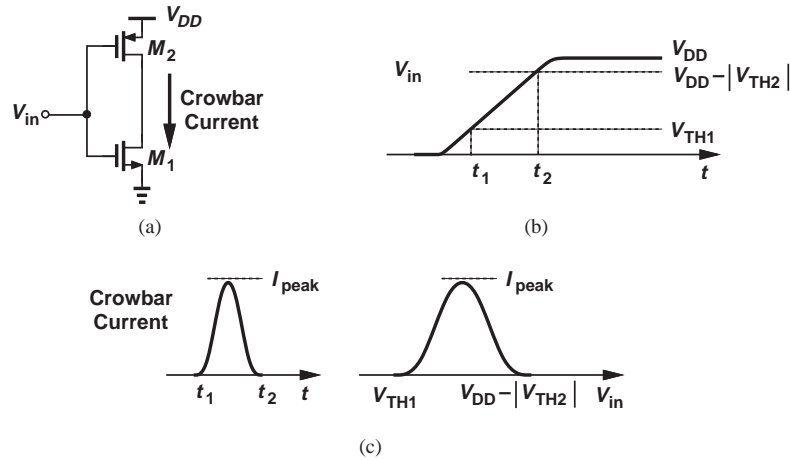 V_DD
M_2
V_in
Crowbar
Current
M_1
(a)
V_in
V_DD
V_DD − |V_TH2|
V_TH1
t_1
t_2
t
(b)
Crowbar
Current
I_peak
t_1
t_2
t
I_peak
V_TH1
V_DD − |V_TH2|
V_in
(c)